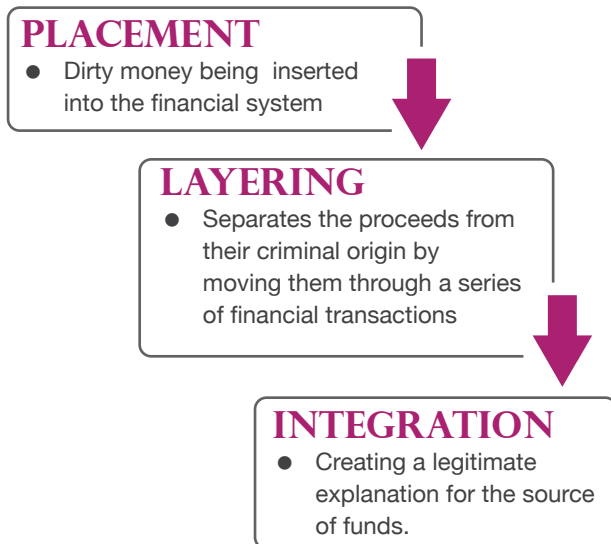 PLACEMENT
● Dirty money being inserted
into the financial system
LAYERING
● Separates the proceeds from
their criminal origin by
moving them through a series
of financial transactions
INTEGRATION
● Creating a legitimate
explanation for the source
of funds.